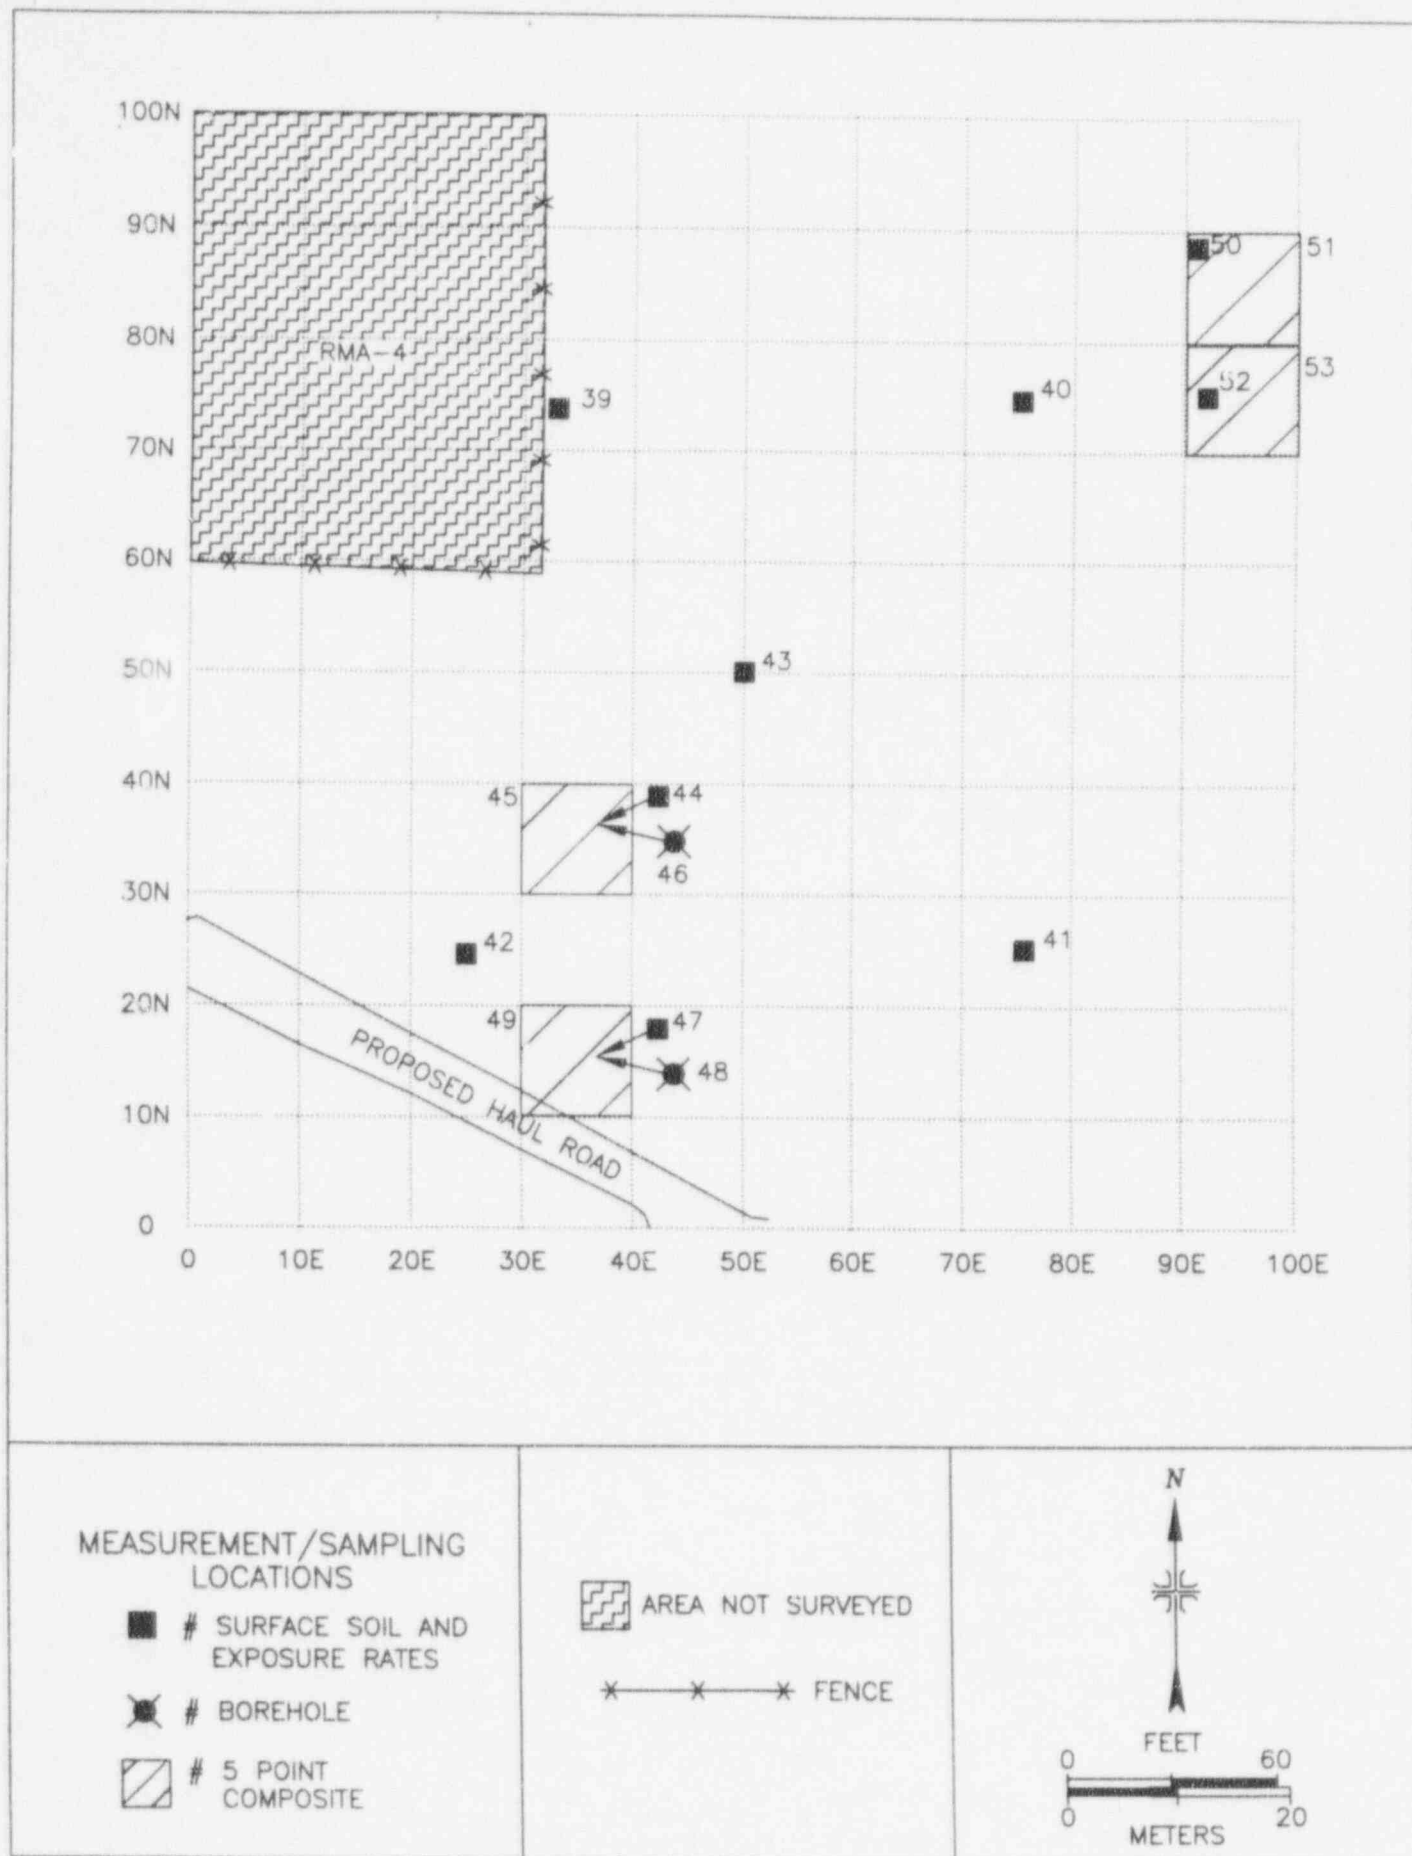 100N
90N
50
51
80N
RMA-4
53
52
39
40
70N
60N
50N
43
40N
45
44
46
30N
42
41
20N
49
47
PROPOSED HAUL ROAD
48
10N
0
0 10E 20E 30E 40E 50E 60E 70E 80E 90E 100E
MEASUREMENT/SAMPLING
LOCATIONS
# SURFACE SOIL AND
EXPOSURE RATES
# BOREHOLE
# 5 POINT
COMPOSITE
AREA NOT SURVEYED
FENCE
N
FEET
0 60
0 20
METERS